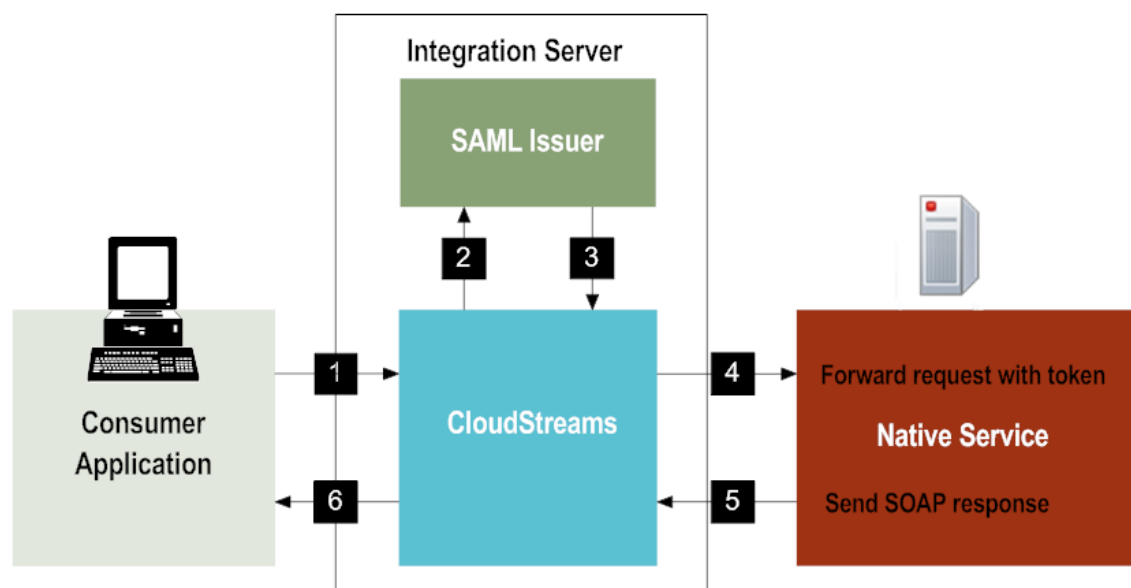 Integration Server
SAML Issuer
2
3
1
4
Forward request with token
Consumer
Application
CloudStreams
Native Service
6
5
Send SOAP response